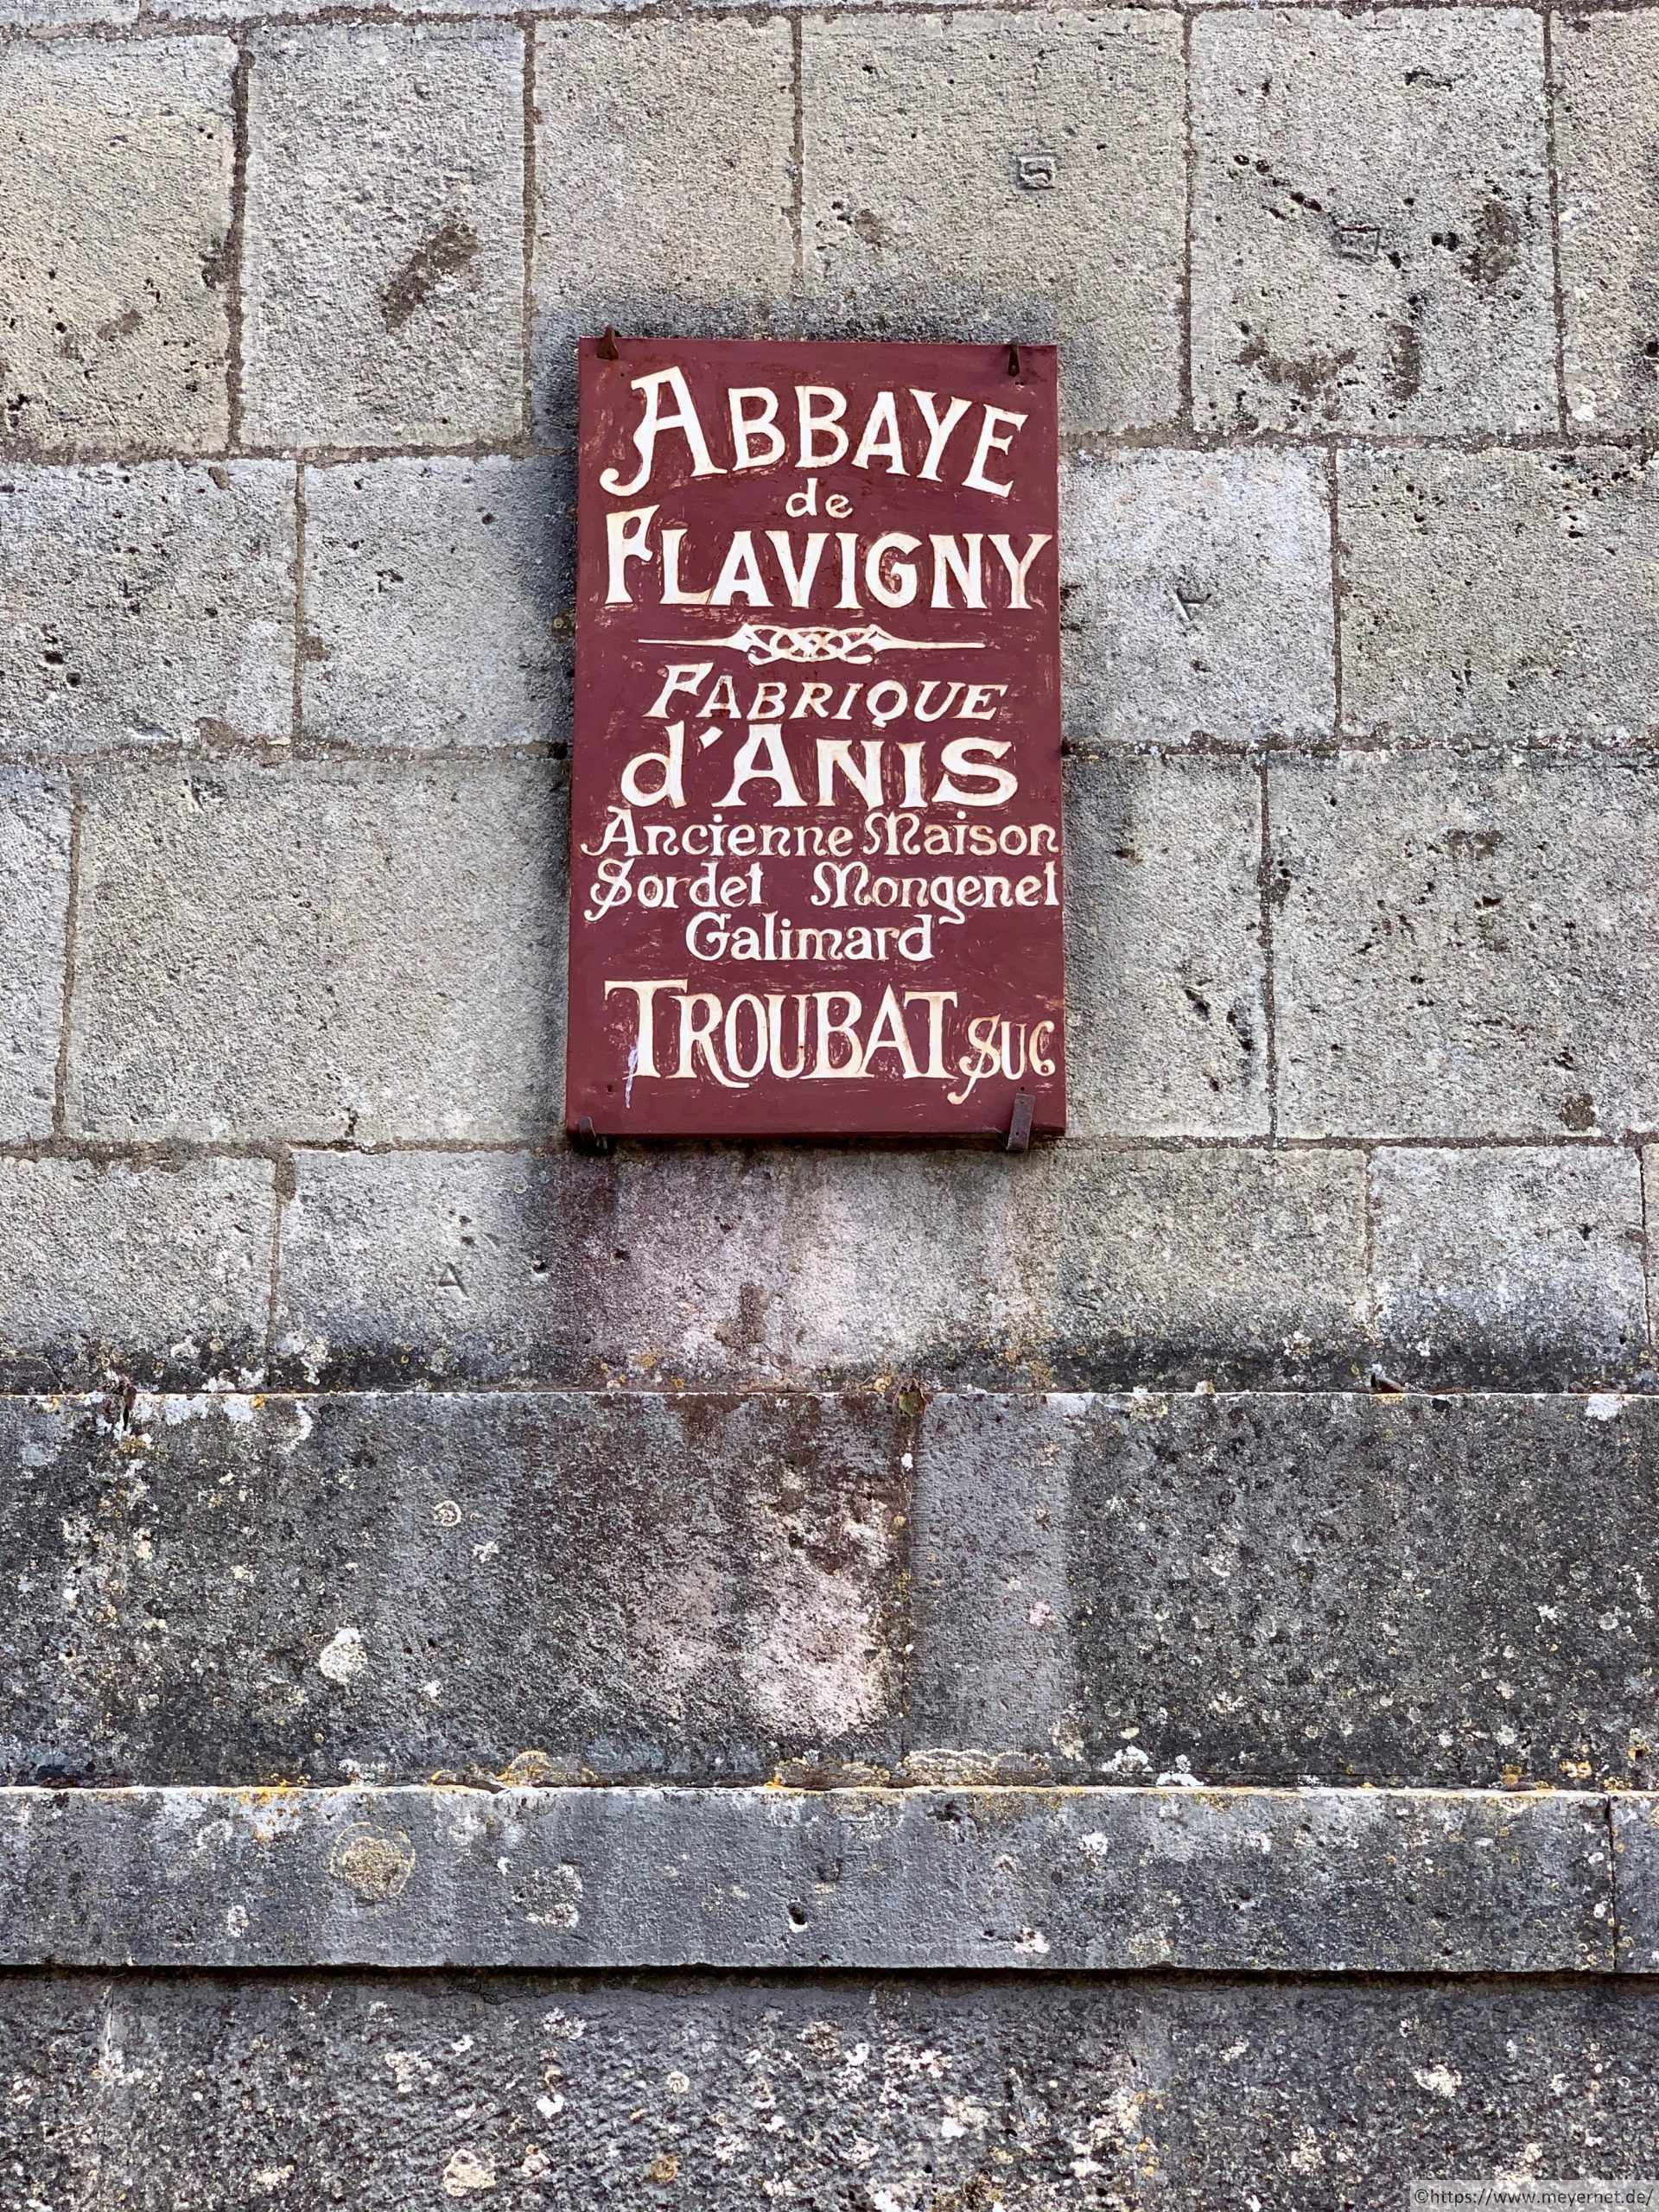 ABBAYE
de
FLAVIGNY
FABRIQUE
d'ANIS
Ancienne Maison
Sordet Mongenet
Galimard
TROUBAT SUC
S
A
A
©https://www.meyernet.de/